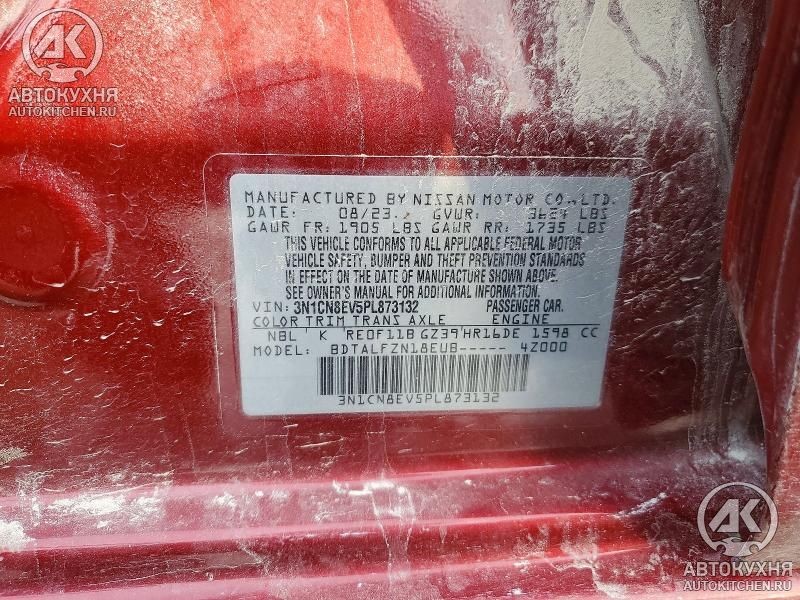 AK
АВТОКУХНЯ
AUTOKITCHEN.RU
MANUFACTURED BY NISSAN MOTOR CO.,LTD.
DATE: 08/23 GVWR: 3624 LBS
GAWR FR: 1905 LBS GAWR RR: 1735 LBS
THIS VEHICLE CONFORMS TO ALL APPLICABLE FEDERAL MOTOR
VEHICLE SAFETY, BUMPER AND THEFT PREVENTION STANDARDS
IN EFFECT ON THE DATE OF MANUFACTURE SHOWN ABOVE.
SEE OWNER'S MANUAL FOR ADDITIONAL INFORMATION
VIN: 3N1CN8EV5PL873132 PASSENGER CAR.
COLOR TRIM TRANS AXLE ENGINE
NBL K RE0F11B GZ39 HR16DE 1598 CC
MODEL: BDTALFZN18EUB----- 4Z000
3N1CN8EV5PL873132
AK
АВТОКУХНЯ
AUTOKITCHEN.RU